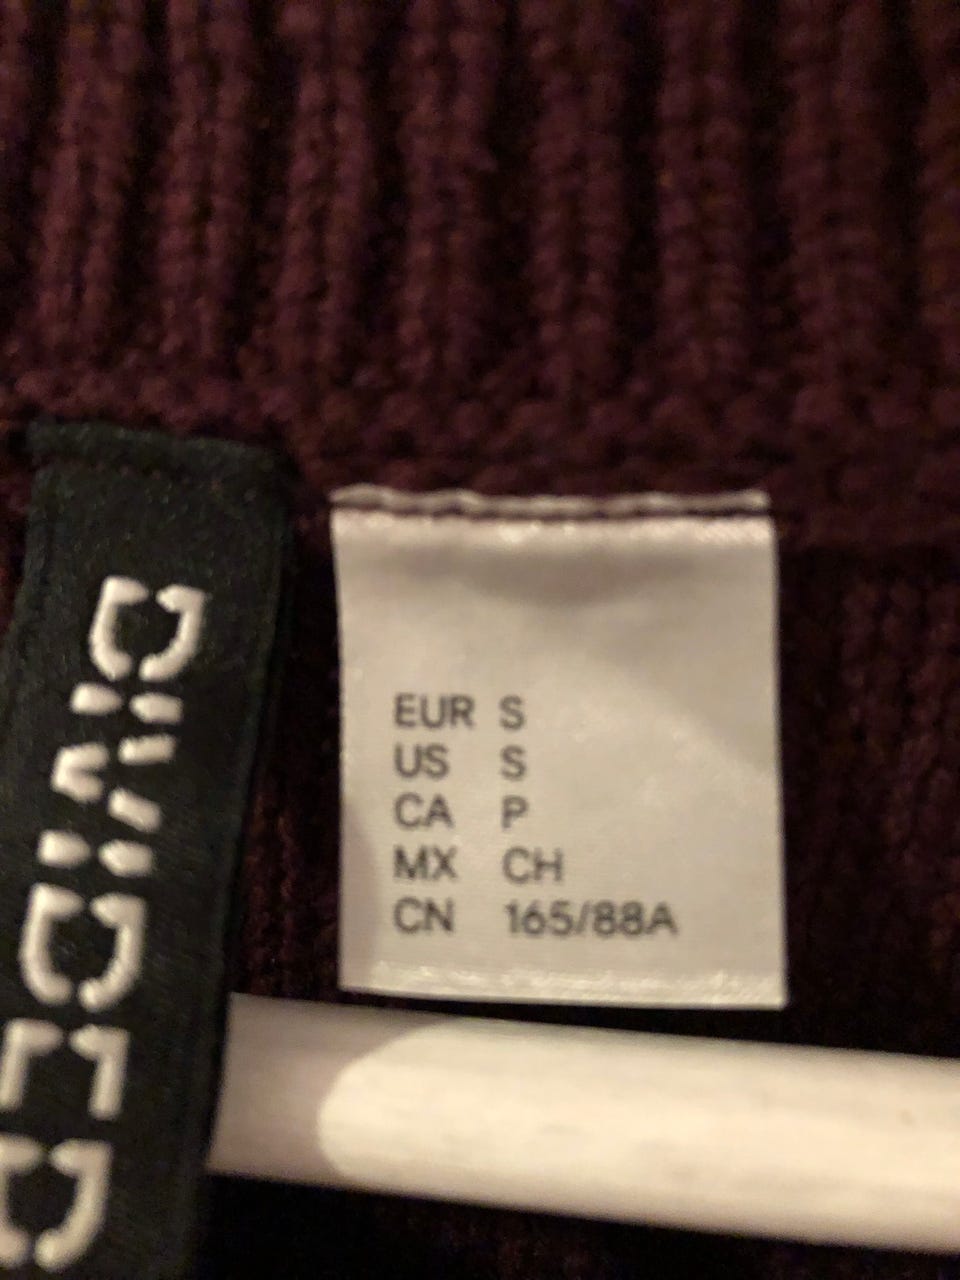 DIVIDED
EUR S
US S
CA P
MX CH
CN 165/88A